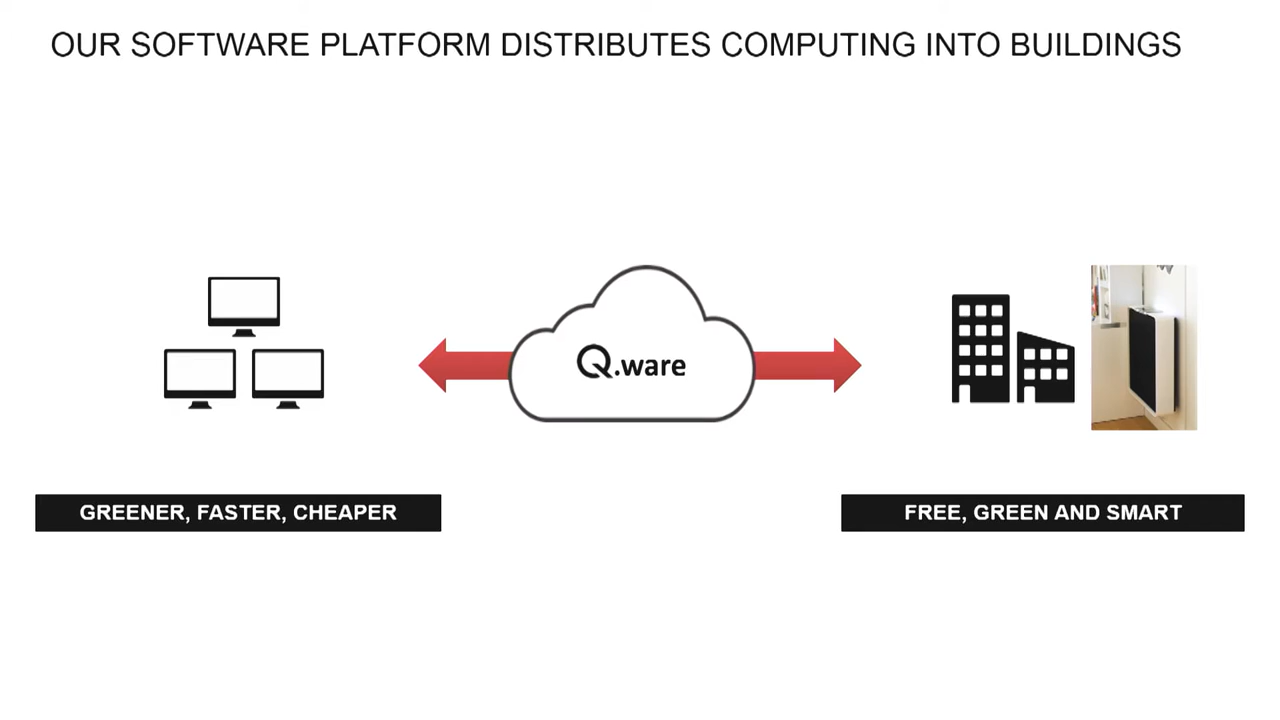 OUR SOFTWARE PLATFORM DISTRIBUTES COMPUTING INTO BUILDINGS
Q.ware
GREENER, FASTER, CHEAPER
FREE, GREEN AND SMART